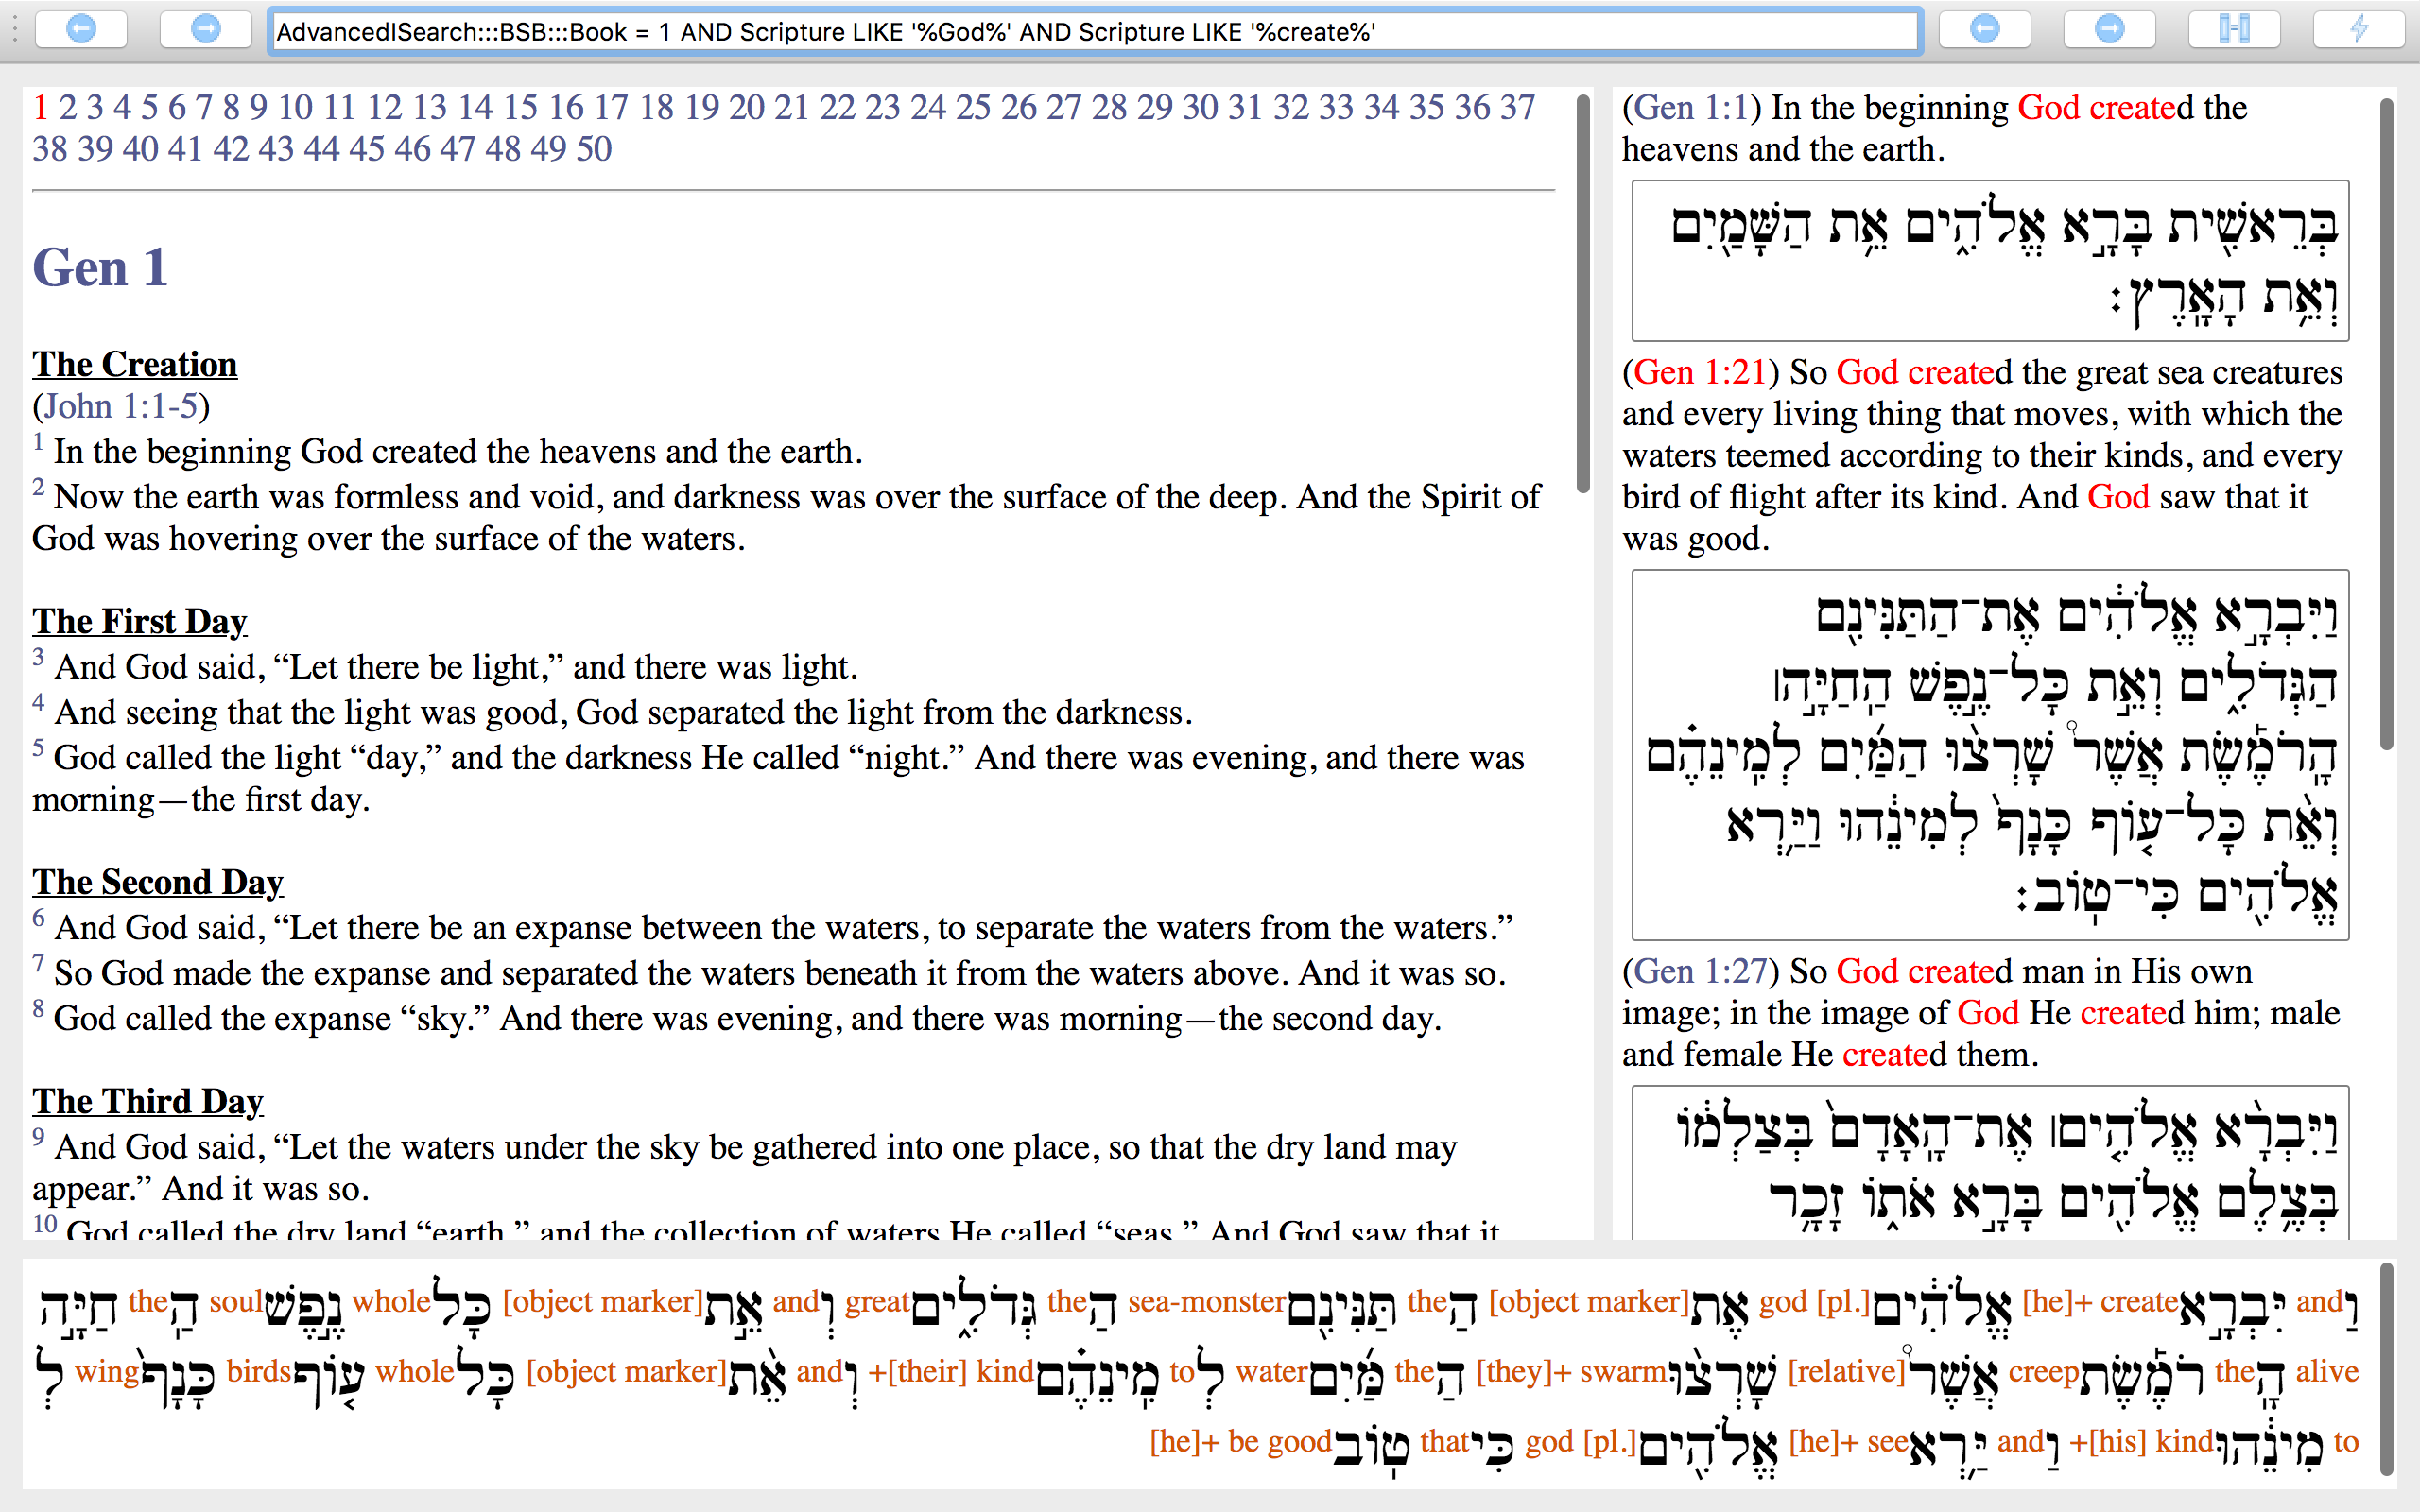 AdvancedISearch:::BSB:::Book = 1 AND Scripture LIKE '%God%' AND Scripture LIKE '%create%'
1 2 3 4 5 6 7 8 9 10 11 12 13 14 15 16 17 18 19 20 21 22 23 24 25 26 27 28 29 30 31 32 33 34 35 36 37
38 39 40 41 42 43 44 45 46 47 48 49 50
Gen 1
The Creation
(John 1:1-5)
1 In the beginning God created the heavens and the earth.
2 Now the earth was formless and void, and darkness was over the surface of the deep. And the Spirit of
God was hovering over the surface of the waters.
The First Day
3 And God said, “Let there be light,” and there was light.
4 And seeing that the light was good, God separated the light from the darkness.
5 God called the light “day,” and the darkness He called “night.” And there was evening, and there was
morning—the first day.
The Second Day
6 And God said, “Let there be an expanse between the waters, to separate the waters from the waters.”
7 So God made the expanse and separated the waters beneath it from the waters above. And it was so.
8 God called the expanse “sky.” And there was evening, and there was morning—the second day.
The Third Day
9 And God said, “Let the waters under the sky be gathered into one place, so that the dry land may
appear.” And it was so.
10 God called the dry land “earth,” and the collection of waters He called “seas.” And God saw that it
(Gen 1:1) In the beginning God created the
heavens and the earth.
בְּרֵאשִׁ֖ית בָּרָ֣א אֱלֹהִ֑ים אֵ֥ת הַשָּׁמַ֖יִם
וְאֵ֥ת הָאָֽרֶץ׃
(Gen 1:21) So God created the great sea creatures
and every living thing that moves, with which the
waters teemed according to their kinds, and every
bird of flight after its kind. And God saw that it
was good.
וַיִּבְרָ֣א אֱלֹהִ֔ים אֶת־הַתַּנִּינִ֖ם
הַגְּדֹלִ֑ים וְאֵ֣ת כָּל־נֶ֣פֶשׁ הַֽחַיָּ֣ה׀
הָֽרֹמֶ֡שֶׂת אֲשֶׁר֩ שָׁרְצ֨וּ הַמַּ֜יִם לְמִֽינֵהֶ֗ם
וְאֵ֨ת כָּל־ע֤וֹף כָּנָף֙ לְמִינֵ֔הוּ וַיַּ֥רְא
אֱלֹהִ֖ים כִּי־טֽוֹב׃
(Gen 1:27) So God created man in His own
image; in the image of God He created him; male
and female He created them.
וַיִּבְרָ֨א אֱלֹהִ֤ים׀ אֶת־הָֽאָדָם֙ בְּצַלְמ֔וֹ
בְּצֶ֥לֶם אֱלֹהִ֖ים בָּרָ֣א אֹת֑וֹ זָכָ֥ר
וַ and יִּבְרָ֣א [he]+ create אֱלֹהִ֔ים god [pl.] אֶת [object marker] הַ the תַּנִּינִ֖ם sea-monster הַ the גְּדֹלִ֑ים great וְ and אֵ֣ת [object marker] כָּל whole נֶ֣פֶשׁ soul הַֽ the חַיָּ֣ה
alive הָֽ the רֹמֶ֡שֶׂת creep אֲשֶׁר֩ [relative] שָׁרְצ֨וּ [they]+ swarm הַ the מַּ֜יִם water לְ to מִֽינֵהֶ֗ם +[their] kind וְ and אֵ֨ת [object marker] כָּל whole ע֤וֹף birds כָּנָף֙ wing לְ
to מִינֵ֔הוּ +[his] kind וַ and יַּ֥רְא [he]+ see אֱלֹהִ֖ים god [pl.] כִּי that טֽוֹב [he]+ be good